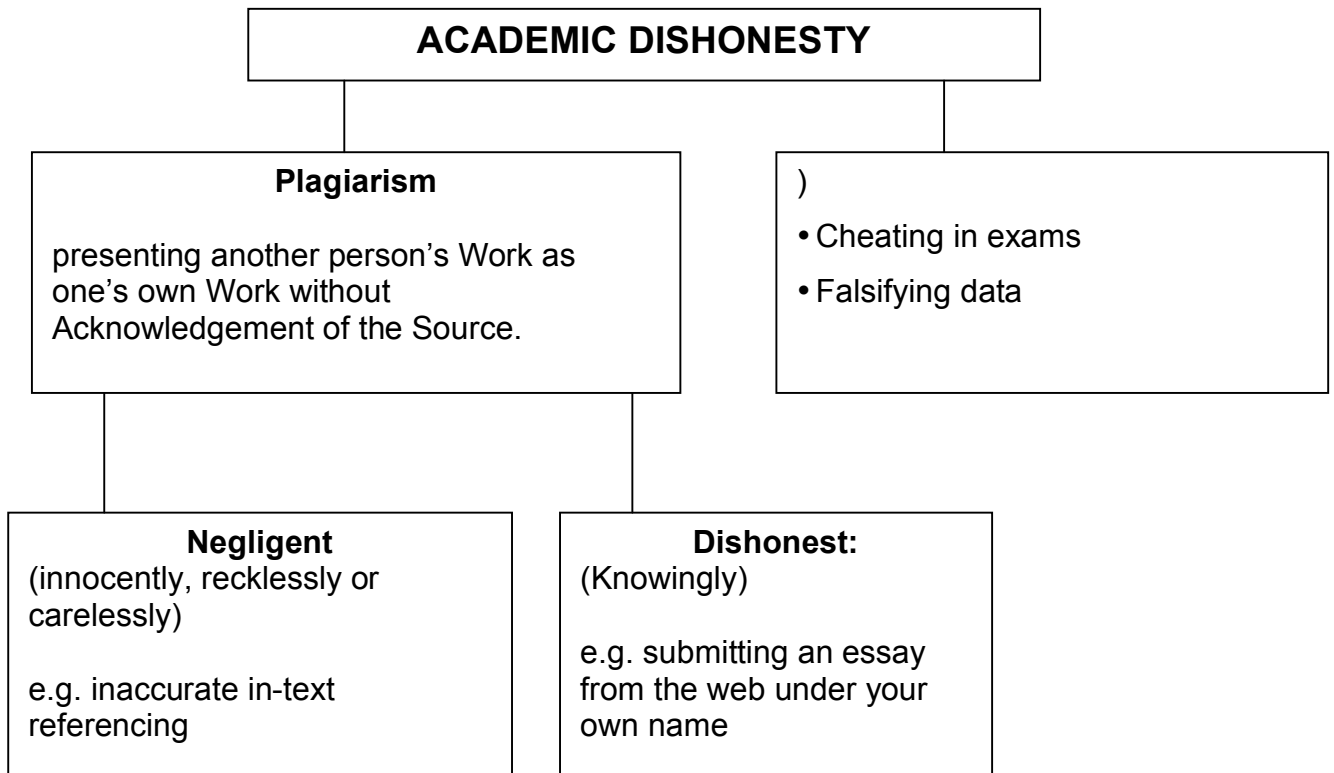 ACADEMIC DISHONESTY
Plagiarism
presenting another person’s Work as
one’s own Work without
Acknowledgement of the Source.
)
• Cheating in exams
• Falsifying data
Negligent
(innocently, recklessly or
carelessly)
e.g. inaccurate in-text
referencing
Dishonest:
(Knowingly)
e.g. submitting an essay
from the web under your
own name